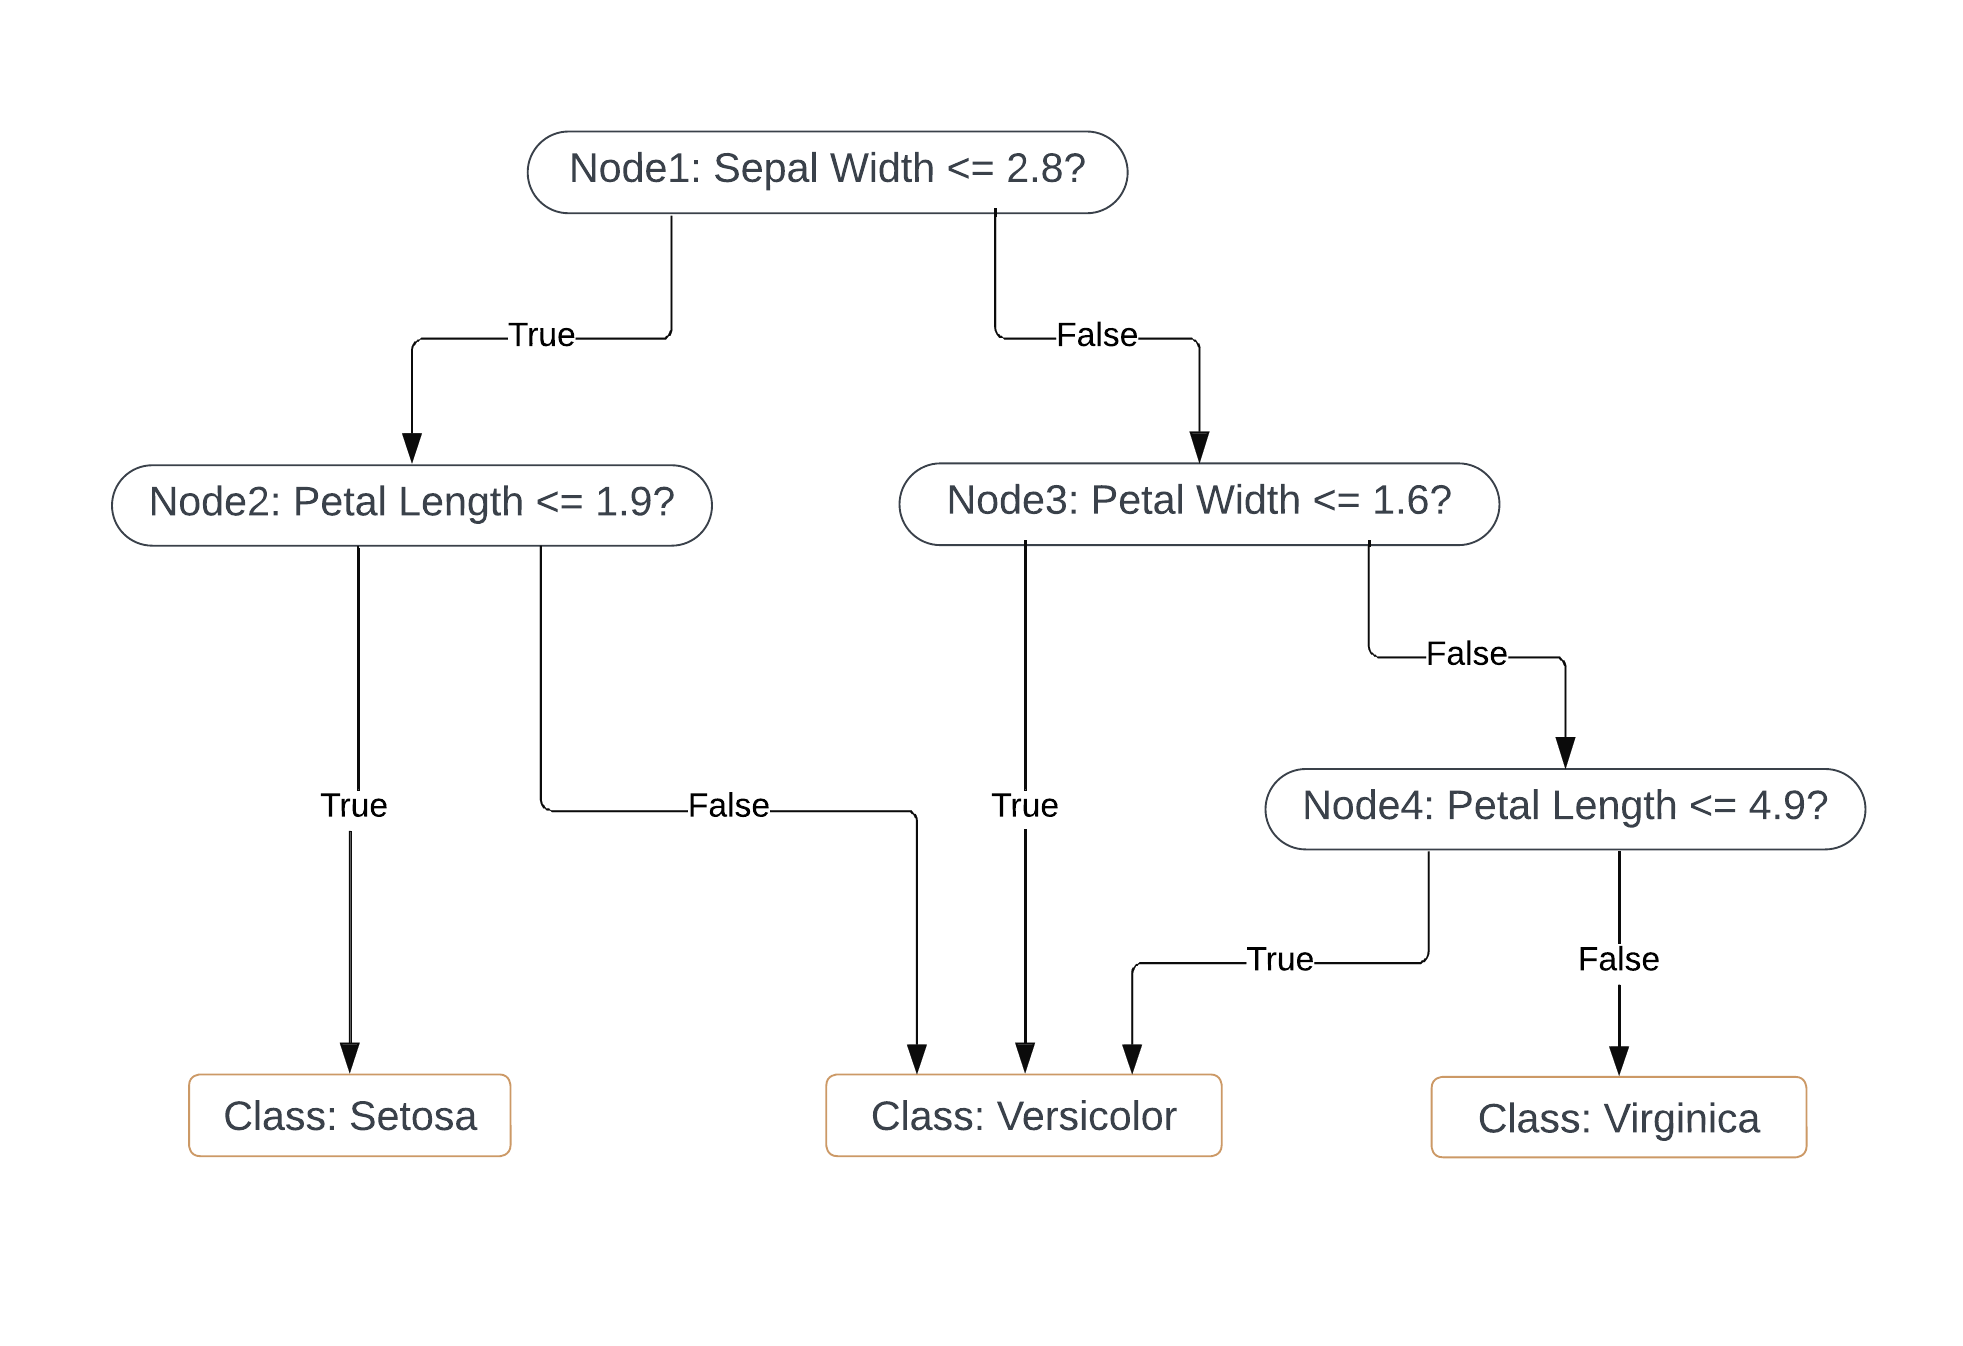 Node1: Sepal Width <= 2.8?
True
False
Node2: Petal Length <= 1.9?
Node3: Petal Width <= 1.6?
False
True
False
True
Node4: Petal Length <= 4.9?
True
False
Class: Setosa
Class: Versicolor
Class: Virginica